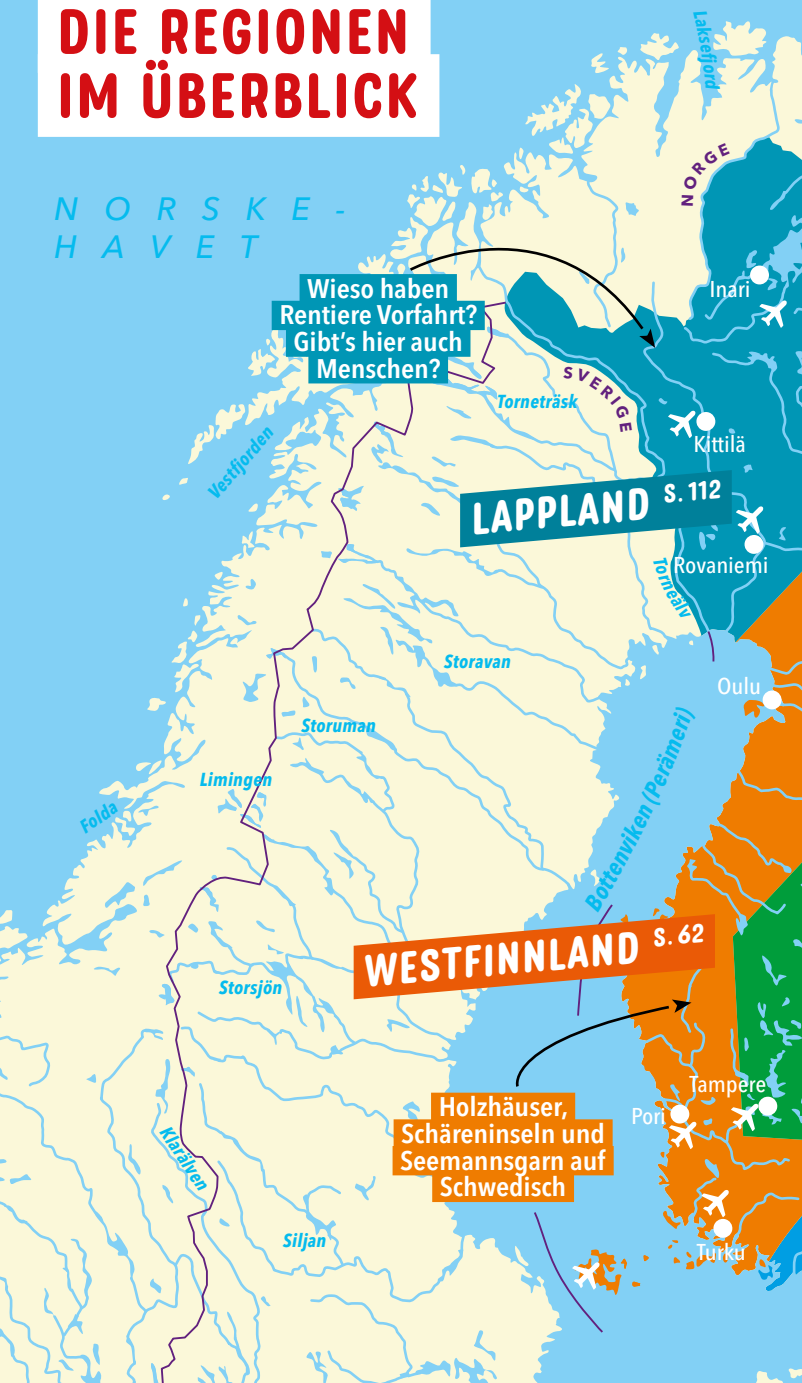 DIE REGIONEN
IM ÜBERBLICK
Laksefjord
NORGE
NORSKE-
HAVET
Inari
Wieso haben
Rentiere Vorfahrt?
Gibt's hier auch
Menschen?
SVERIGE
Torneträsk
Kittilä
Vestfjorden
LAPPLAND S. 112
Rovaniemi
Torneälv
Storavan
Oulu
Storuman
Limingen
Folda
Bottenviken (Perämeri)
WESTFINNLAND S. 62
Storsjön
Tampere
Pori
Holzhäuser,
Schäreninseln und
Seemannsgarn auf
Schwedisch
Klarälven
Siljan
Turku